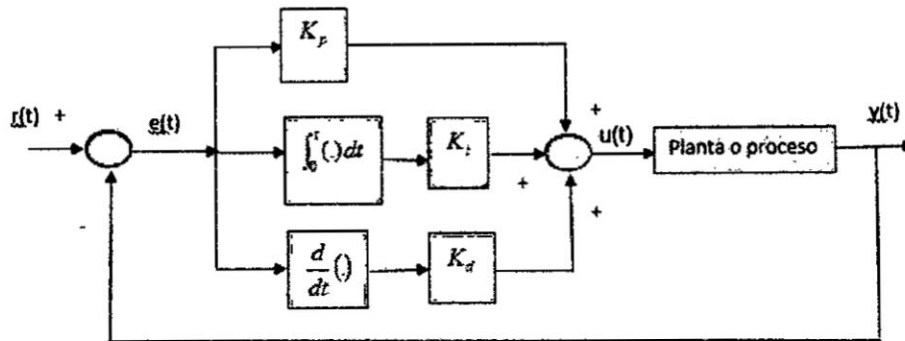 K_p
r(t) +
e(t)
∫₀ᵗ(.)dt
K_i
+
+
+
u(t)
Planta o proceso
y(t)
-
d/dt(.)
K_d